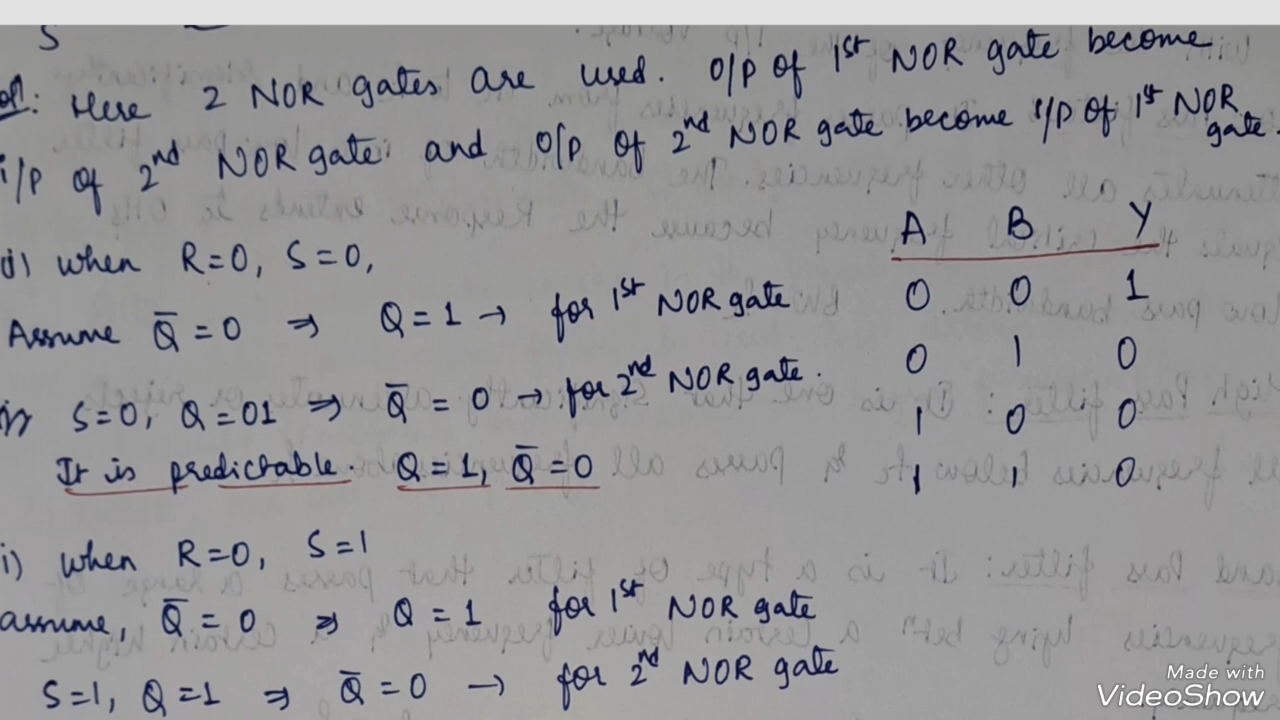 S
Here 2 NOR gates are used. O/P of 1st NOR gate become
i/P of 2nd NOR gate and O/P of 2nd NOR gate become i/P of 1st NOR gate.
A B Y
i) when R=0, S=0,
0 0 1
Assume Q̅ = 0 ⇒ Q = 1 → for 1st NOR gate
0 1 0
S=0, Q = 01 ⇒ Q̅ = 0 → for 2nd NOR gate.
1 0 0
It is predictable. Q=1, Q̅=0
1 1 0
i) when R=0, S=1
assume, Q̅ = 0 ⇒ Q = 1 for 1st NOR gate
S=1, Q=1 ⇒ Q̅=0 → for 2nd NOR gate
Made with
VideoShow